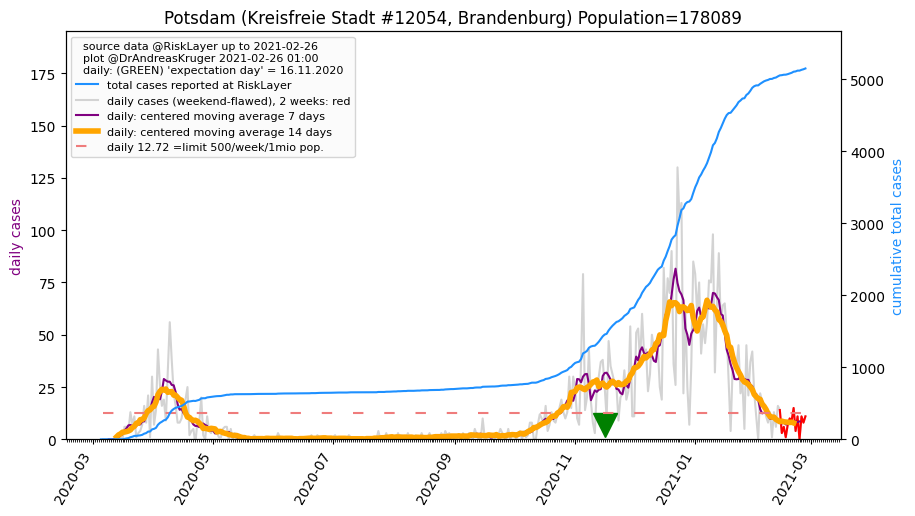 Potsdam (Kreisfreie Stadt #12054, Brandenburg) Population=178089
source data @RiskLayer up to 2021-02-26
plot @DrAndreasKruger 2021-02-26 01:00
daily: (GREEN) 'expectation day' = 16.11.2020
total cases reported at RiskLayer
daily cases (weekend-flawed), 2 weeks: red
daily: centered moving average 7 days
daily: centered moving average 14 days
daily 12.72 =limit 500/week/1mio pop.
daily cases
175
150
125
100
75
50
25
0
cumulative total cases
5000
4000
3000
2000
1000
0
2020-03
2020-05
2020-07
2020-09
2020-11
2021-01
2021-03